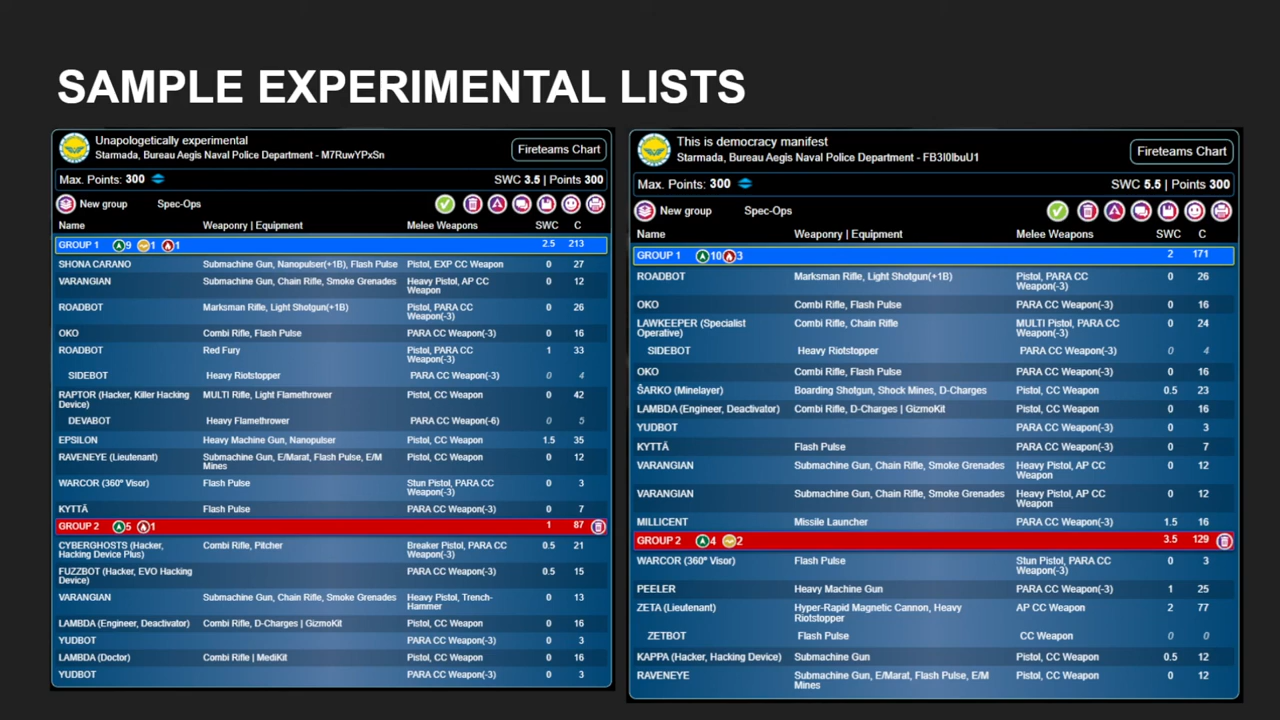 SAMPLE EXPERIMENTAL LISTS
Unapologetically experimental
Starmada, Bureau Aegis Naval Police Department - M7RuwYPxSn
Fireteams Chart
Max. Points: 300
SWC 3.5 | Points 300
New group Spec-Ops
Name Weaponry | Equipment Melee Weapons SWC C
GROUP 1 9 1 1 2.5 213
SHONA CARANO Submachine Gun, Nanopulser(+1B), Flash Pulse Pistol, EXP CC Weapon 0 27
VARANGIAN Submachine Gun, Chain Rifle, Smoke Grenades Heavy Pistol, AP CC 0 12
Weapon
ROADBOT Marksman Rifle, Light Shotgun(+1B) Pistol, PARA CC 0 26
Weapon(-3)
OKO Combi Rifle, Flash Pulse PARA CC Weapon(-3) 0 16
ROADBOT Red Fury Pistol, PARA CC 1 33
Weapon(-3)
SIDEBOT Heavy Riotstopper PARA CC Weapon(-3) 0 4
RAPTOR (Hacker, Killer Hacking MULTI Rifle, Light Flamethrower Pistol, CC Weapon 0 42
Device)
DEVABOT Heavy Flamethrower PARA CC Weapon(-6) 0 5
EPSILON Heavy Machine Gun, Nanopulser Pistol, CC Weapon 1.5 35
RAVENEYE (Lieutenant) Submachine Gun, E/Marat, Flash Pulse, E/M Pistol, CC Weapon 0 12
Mines
WARCOR (360º Visor) Flash Pulse Stun Pistol, PARA CC 0 3
Weapon(-3)
KYTTÄ Flash Pulse PARA CC Weapon(-3) 0 7
GROUP 2 5 1 1 87
CYBERGHOSTS (Hacker, Combi Rifle, Pitcher Breaker Pistol, PARA CC 0.5 21
Hacking Device Plus) Weapon(-3)
FUZZBOT (Hacker, EVO Hacking PARA CC Weapon(-3) 0.5 15
Device)
VARANGIAN Submachine Gun, Chain Rifle, Smoke Grenades Heavy Pistol, Trench- 0 13
Hammer
LAMBDA (Engineer, Deactivator) Combi Rifle, D-Charges | GizmoKit Pistol, CC Weapon 0 16
YUDBOT PARA CC Weapon(-3) 0 3
LAMBDA (Doctor) Combi Rifle | MediKit Pistol, CC Weapon 0 16
YUDBOT PARA CC Weapon(-3) 0 3
This is democracy manifest
Starmada, Bureau Aegis Naval Police Department - FB3I0IbuU1
Fireteams Chart
Max. Points: 300
SWC 5.5 | Points 300
New group Spec-Ops
Name Weaponry | Equipment Melee Weapons SWC C
GROUP 1 10 3 2 171
ROADBOT Marksman Rifle, Light Shotgun(+1B) Pistol, PARA CC 0 26
Weapon(-3)
OKO Combi Rifle, Flash Pulse PARA CC Weapon(-3) 0 16
LAWKEEPER (Specialist Combi Rifle, Chain Rifle MULTI Pistol, PARA CC 0 24
Operative) Weapon(-3)
SIDEBOT Heavy Riotstopper PARA CC Weapon(-3) 0 4
OKO Combi Rifle, Flash Pulse PARA CC Weapon(-3) 0 16
ŠARKO (Minelayer) Boarding Shotgun, Shock Mines, D-Charges Pistol, CC Weapon 0.5 23
LAMBDA (Engineer, Deactivator) Combi Rifle, D-Charges | GizmoKit Pistol, CC Weapon 0 16
YUDBOT PARA CC Weapon(-3) 0 3
KYTTÄ Flash Pulse PARA CC Weapon(-3) 0 7
VARANGIAN Submachine Gun, Chain Rifle, Smoke Grenades Heavy Pistol, AP CC 0 12
Weapon
VARANGIAN Submachine Gun, Chain Rifle, Smoke Grenades Heavy Pistol, AP CC 0 12
Weapon
MILLICENT Missile Launcher PARA CC Weapon(-3) 1.5 16
GROUP 2 4 2 3.5 129
WARCOR (360º Visor) Flash Pulse Stun Pistol, PARA CC 0 3
Weapon(-3)
PEELER Heavy Machine Gun PARA CC Weapon(-3) 1 25
ZETA (Lieutenant) Hyper-Rapid Magnetic Cannon, Heavy AP CC Weapon 2 77
Riotstopper
ZETBOT Flash Pulse CC Weapon 0 0
KAPPA (Hacker, Hacking Device) Submachine Gun Pistol, CC Weapon 0.5 12
RAVENEYE Submachine Gun, E/Marat, Flash Pulse, E/M Pistol, CC Weapon 0 12
Mines